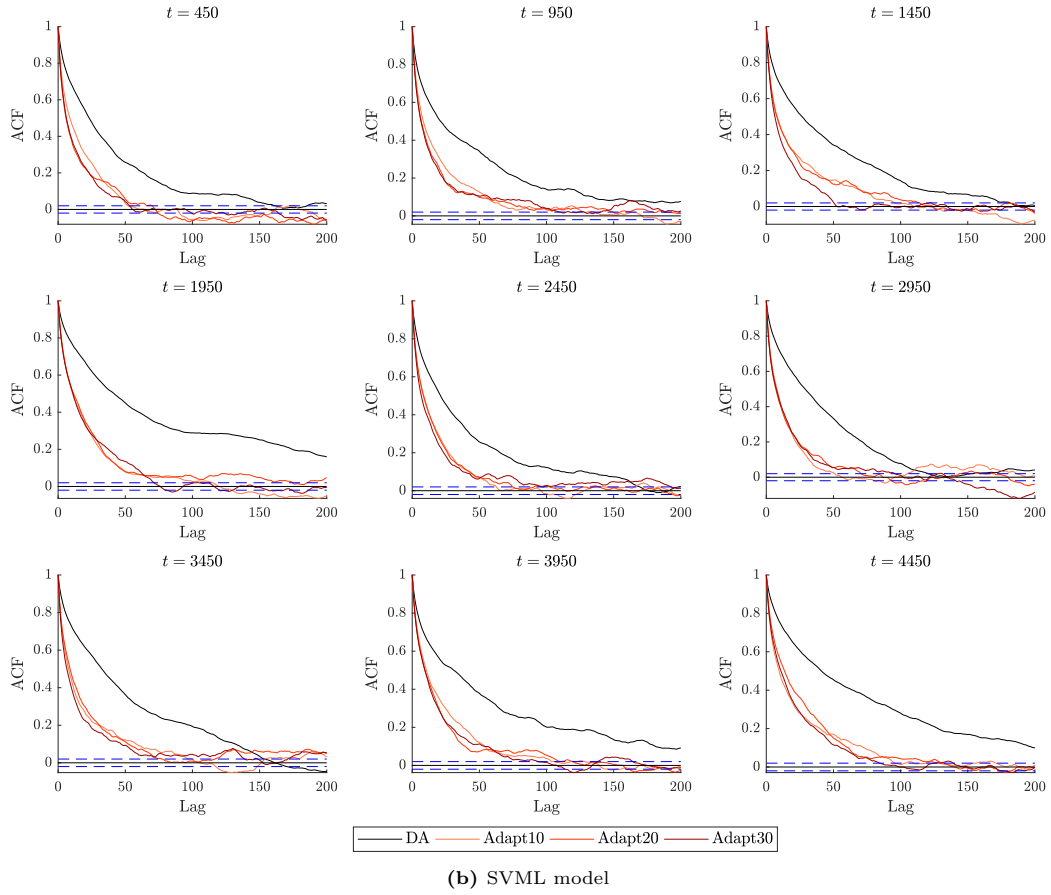 t = 450
t = 950
t = 1450
1
0.8
0.6
0.4
0.2
0
ACF
0 50 100 150 200
Lag
1
0.8
0.6
0.4
0.2
0
ACF
0 50 100 150 200
Lag
1
0.8
0.6
0.4
0.2
0
ACF
0 50 100 150 200
Lag
t = 1950
t = 2450
t = 2950
1
0.8
0.6
0.4
0.2
0
ACF
0 50 100 150 200
Lag
1
0.8
0.6
0.4
0.2
0
ACF
0 50 100 150 200
Lag
1
0.8
0.6
0.4
0.2
0
ACF
0 50 100 150 200
Lag
t = 3450
t = 3950
t = 4450
1
0.8
0.6
0.4
0.2
0
ACF
0 50 100 150 200
Lag
1
0.8
0.6
0.4
0.2
0
ACF
0 50 100 150 200
Lag
1
0.8
0.6
0.4
0.2
0
ACF
0 50 100 150 200
Lag
DA Adapt10 Adapt20 Adapt30
(b) SVML model